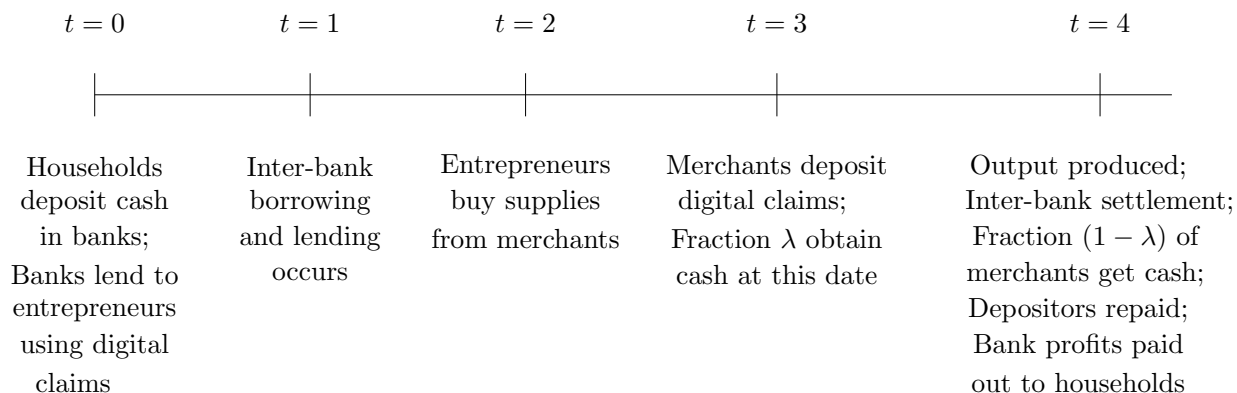 t = 0
t = 1
t = 2
t = 3
t = 4
Households
deposit cash
in banks;
Banks lend to
entrepreneurs
using digital
claims
Inter-bank
borrowing
and lending
occurs
Entrepreneurs
buy supplies
from merchants
Merchants deposit
digital claims;
Fraction λ obtain
cash at this date
Output produced;
Inter-bank settlement;
Fraction (1 − λ) of
merchants get cash;
Depositors repaid;
Bank profits paid
out to households